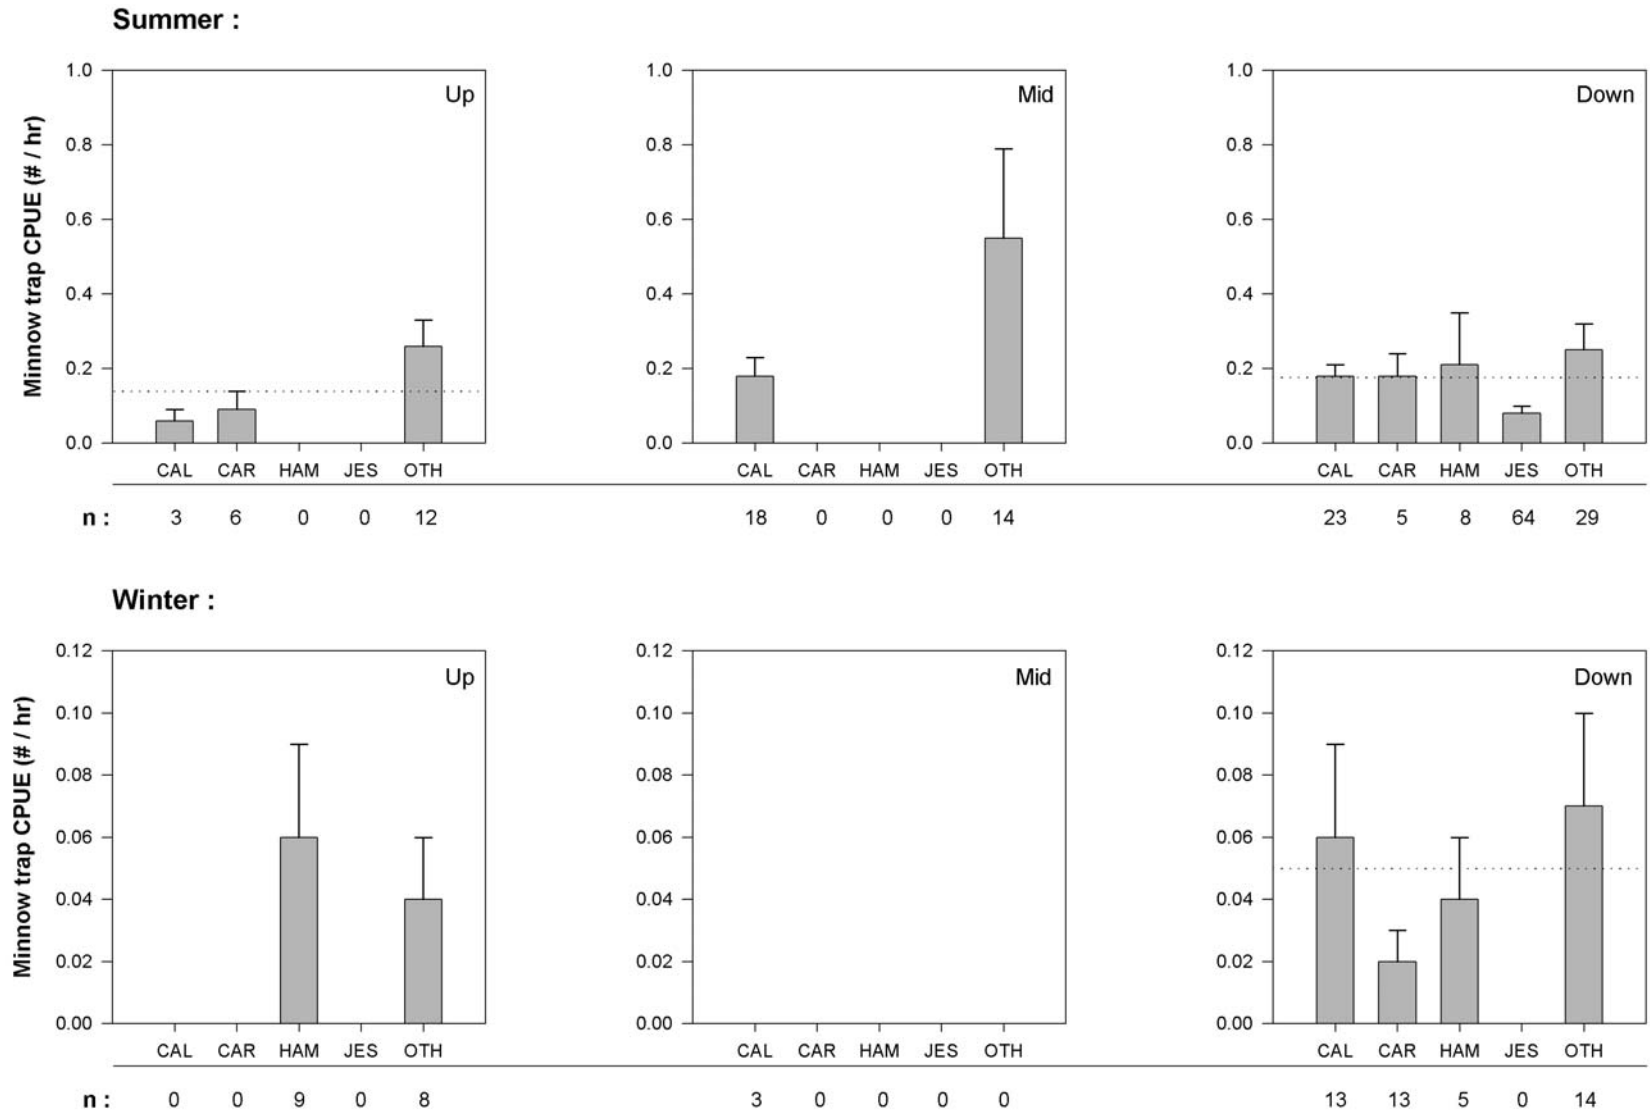 Summer :
Minnow trap CPUE (# / hr)
1.0
0.8
0.6
0.4
0.2
0.0
Up
CAL CAR HAM JES OTH
1.0
0.8
0.6
0.4
0.2
0.0
Mid
CAL CAR HAM JES OTH
1.0
0.8
0.6
0.4
0.2
0.0
Down
CAL CAR HAM JES OTH
n : 3 6 0 0 12 18 0 0 0 14 23 5 8 64 29
Winter :
Minnow trap CPUE (# / hr)
0.12
0.10
0.08
0.06
0.04
0.02
0.00
Up
CAL CAR HAM JES OTH
0.12
0.10
0.08
0.06
0.04
0.02
0.00
Mid
CAL CAR HAM JES OTH
0.12
0.10
0.08
0.06
0.04
0.02
0.00
Down
CAL CAR HAM JES OTH
n : 0 0 9 0 8 3 0 0 0 0 13 13 5 0 14